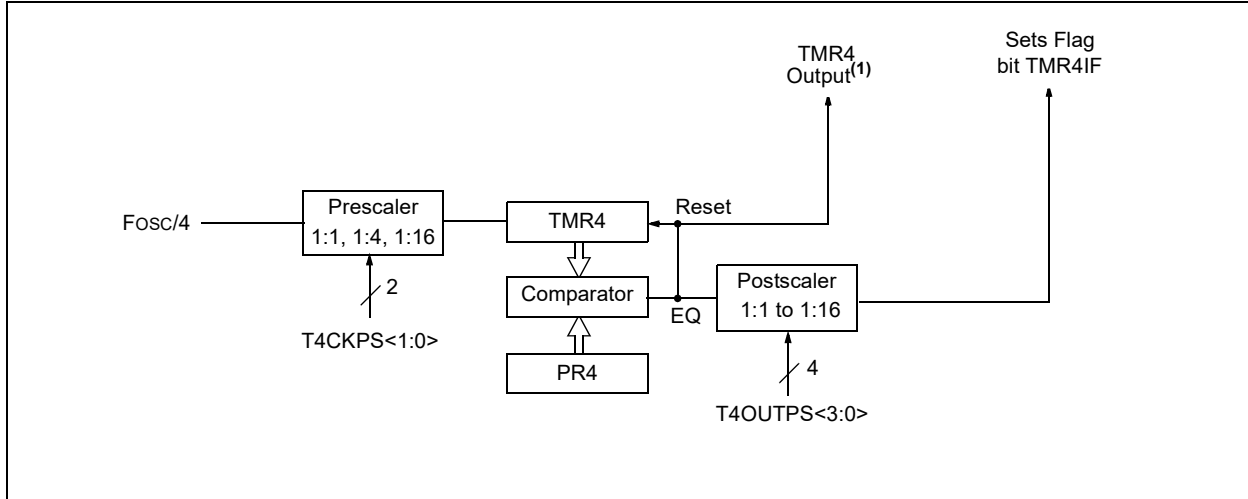 TMR4
Output(1)
Sets Flag
bit TMR4IF
FOSC/4
Prescaler
1:1, 1:4, 1:16
TMR4
Reset
2
T4CKPS<1:0>
Comparator
EQ
Postscaler
1:1 to 1:16
PR4
4
T4OUTPS<3:0>